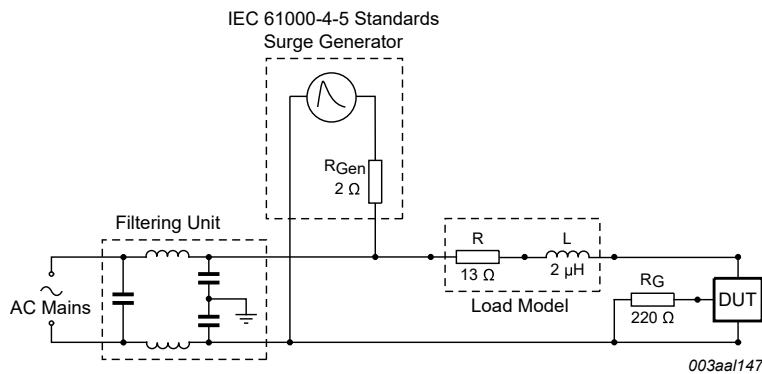 IEC 61000-4-5 Standards
Surge Generator
RGen
2 Ω
Filtering Unit
AC Mains
R
13 Ω
L
2 μH
Load Model
RG
220 Ω
DUT
003aal147